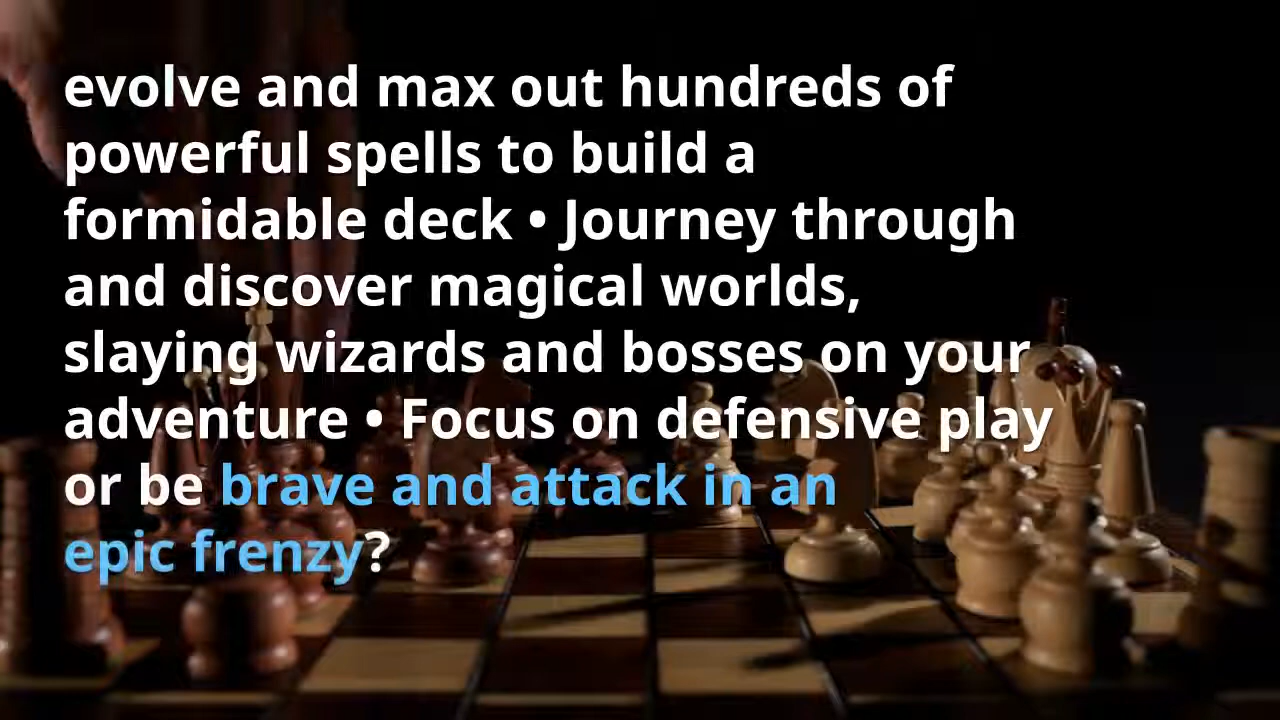 evolve and max out hundreds of
powerful spells to build a
formidable deck • Journey through
and discover magical worlds,
slaying wizards and bosses on your
adventure • Focus on defensive play
or be brave and attack in an
epic frenzy?